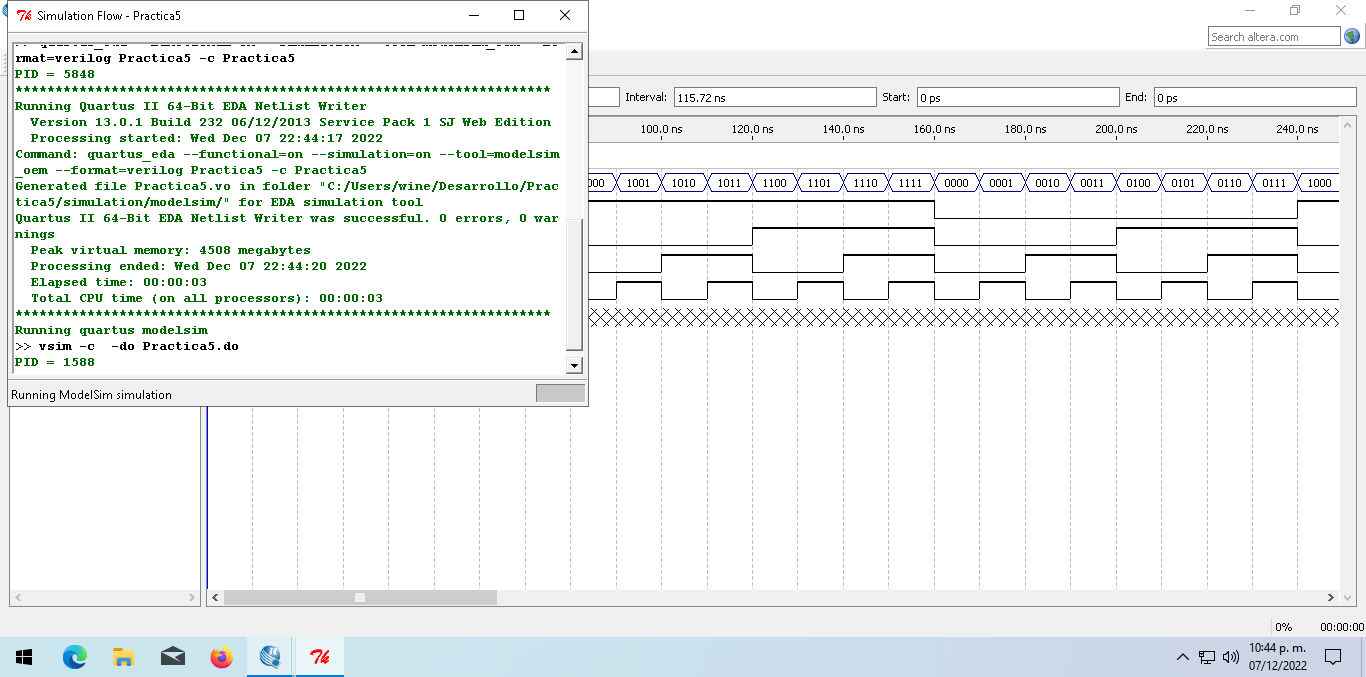 Simulation Flow - Practica5
rmat=verilog Practica5 -c Practica5
PID = 5848
*******************************************************************
Running Quartus II 64-Bit EDA Netlist Writer
Version 13.0.1 Build 232 06/12/2013 Service Pack 1 SJ Web Edition
Processing started: Wed Dec 07 22:44:17 2022
Command: quartus_eda --functional=on --simulation=on --tool=modelsim
_oem --format=verilog Practica5 -c Practica5
Generated file Practica5.vo in folder "C:/Users/wine/Desarrollo/Prac
tica5/simulation/modelsim/" for EDA simulation tool
Quartus II 64-Bit EDA Netlist Writer was successful. 0 errors, 0 war
nings
Peak virtual memory: 4508 megabytes
Processing ended: Wed Dec 07 22:44:20 2022
Elapsed time: 00:00:03
Total CPU time (on all processors): 00:00:03
*******************************************************************
Running quartus modelsim
>> vsim -c  -do Practica5.do
PID = 1588
Running ModelSim simulation
Search altera.com
Interval: 115.72 ns Start: 0 ps End: 0 ps
100.0 ns 120.0 ns 140.0 ns 160.0 ns 180.0 ns 200.0 ns 220.0 ns 240.0 ns
000 1001 1010 1011 1100 1101 1110 1111 0000 0001 0010 0011 0100 0101 0110 0111 1000
0% 00:00:00
10:44 p. m.
07/12/2022